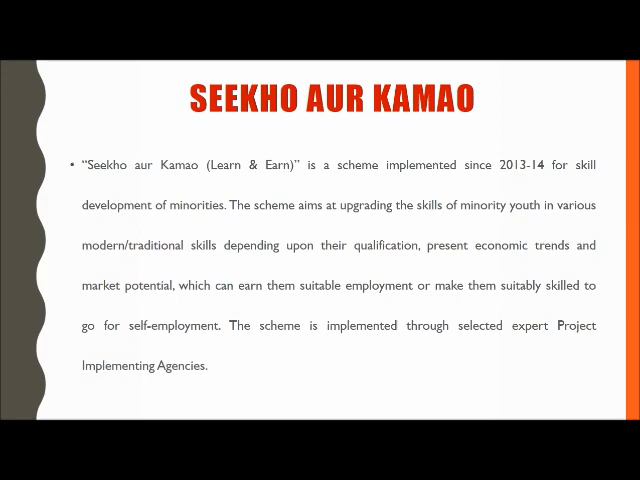 SEEKHO AUR KAMAO
• “Seekho aur Kamao (Learn & Earn)” is a scheme implemented since 2013-14 for skill
development of minorities. The scheme aims at upgrading the skills of minority youth in various
modern/traditional skills depending upon their qualification, present economic trends and
market potential, which can earn them suitable employment or make them suitably skilled to
go for self-employment. The scheme is implemented through selected expert Project
Implementing Agencies.